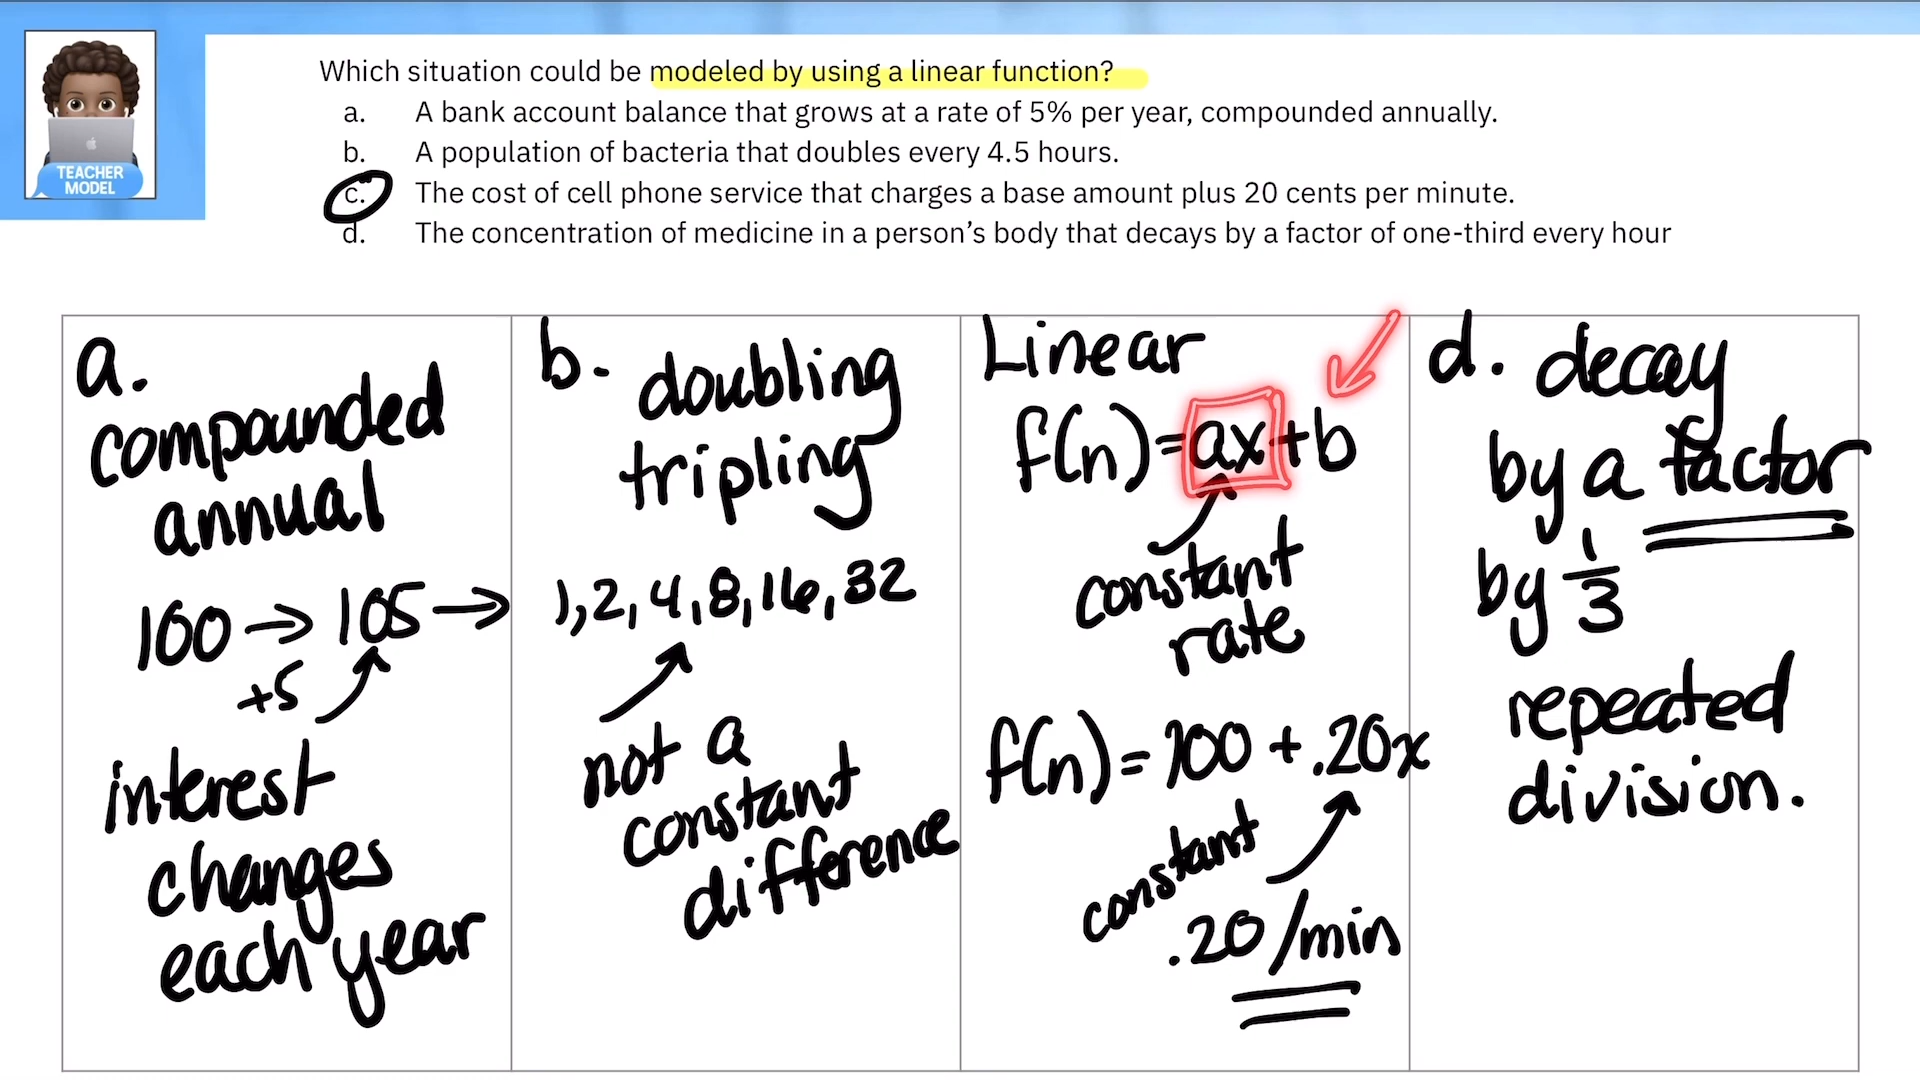 TEACHER
MODEL
Which situation could be modeled by using a linear function?
a. A bank account balance that grows at a rate of 5% per year, compounded annually.
b. A population of bacteria that doubles every 4.5 hours.
c. The cost of cell phone service that charges a base amount plus 20 cents per minute.
d. The concentration of medicine in a person's body that decays by a factor of one-third every hour
a.
compounded
annual
100 → 105 →
+5
interest
changes
each year
b. doubling
tripling
1, 2, 4, 8, 16, 32
not a
constant
difference
Linear
f(n)=ax+b
constant
rate
f(n)= 100 + .20x
constant
.20/min
d. decay
by a factor
by 1/3
repeated
division.